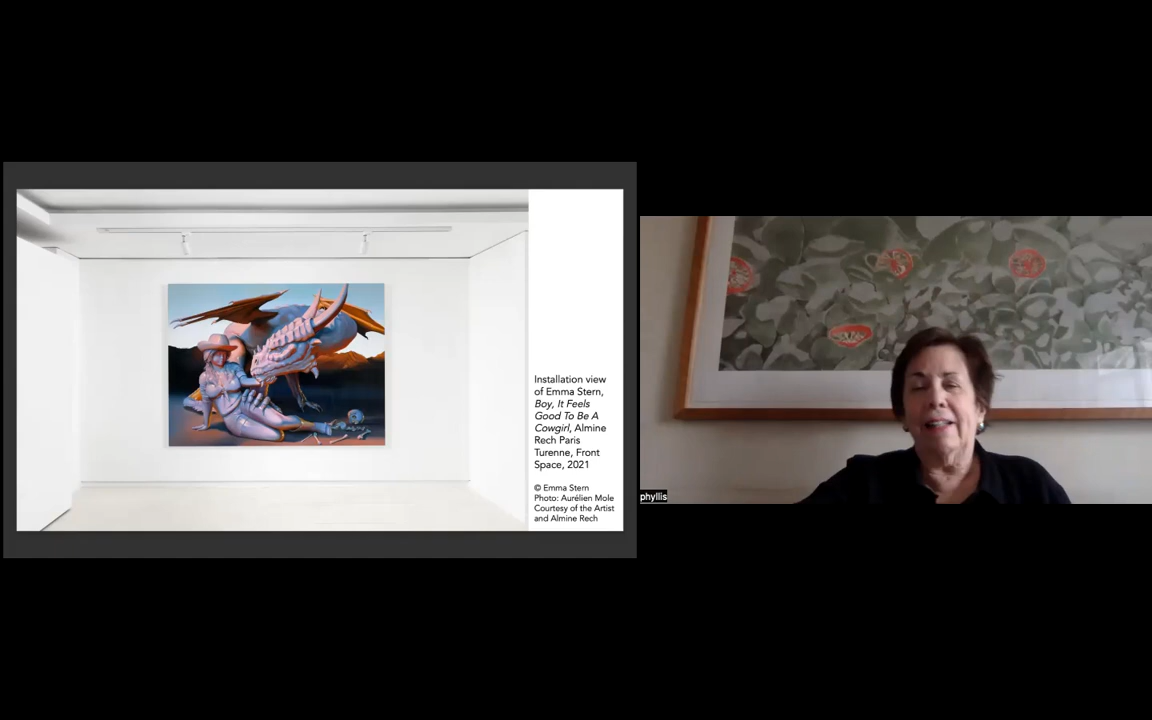 Installation view
of Emma Stern,
Boy, It Feels
Good To Be A
Cowgirl, Almine
Rech Paris
Turenne, Front
Space, 2021
© Emma Stern
Photo: Aurélien Mole
Courtesy of the Artist
and Almine Rech
phyllis